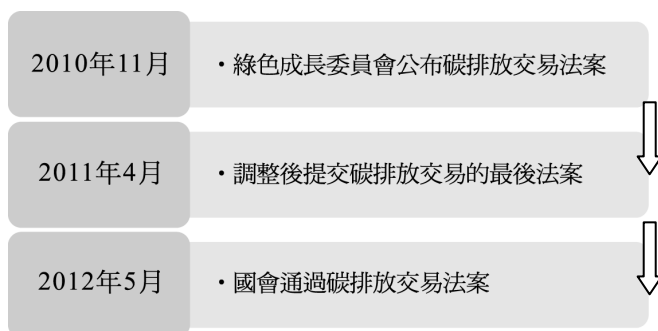 2010年11月
・綠色成長委員會公布碳排放交易法案
2011年4月
・調整後提交碳排放交易的最後法案
2012年5月
・國會通過碳排放交易法案